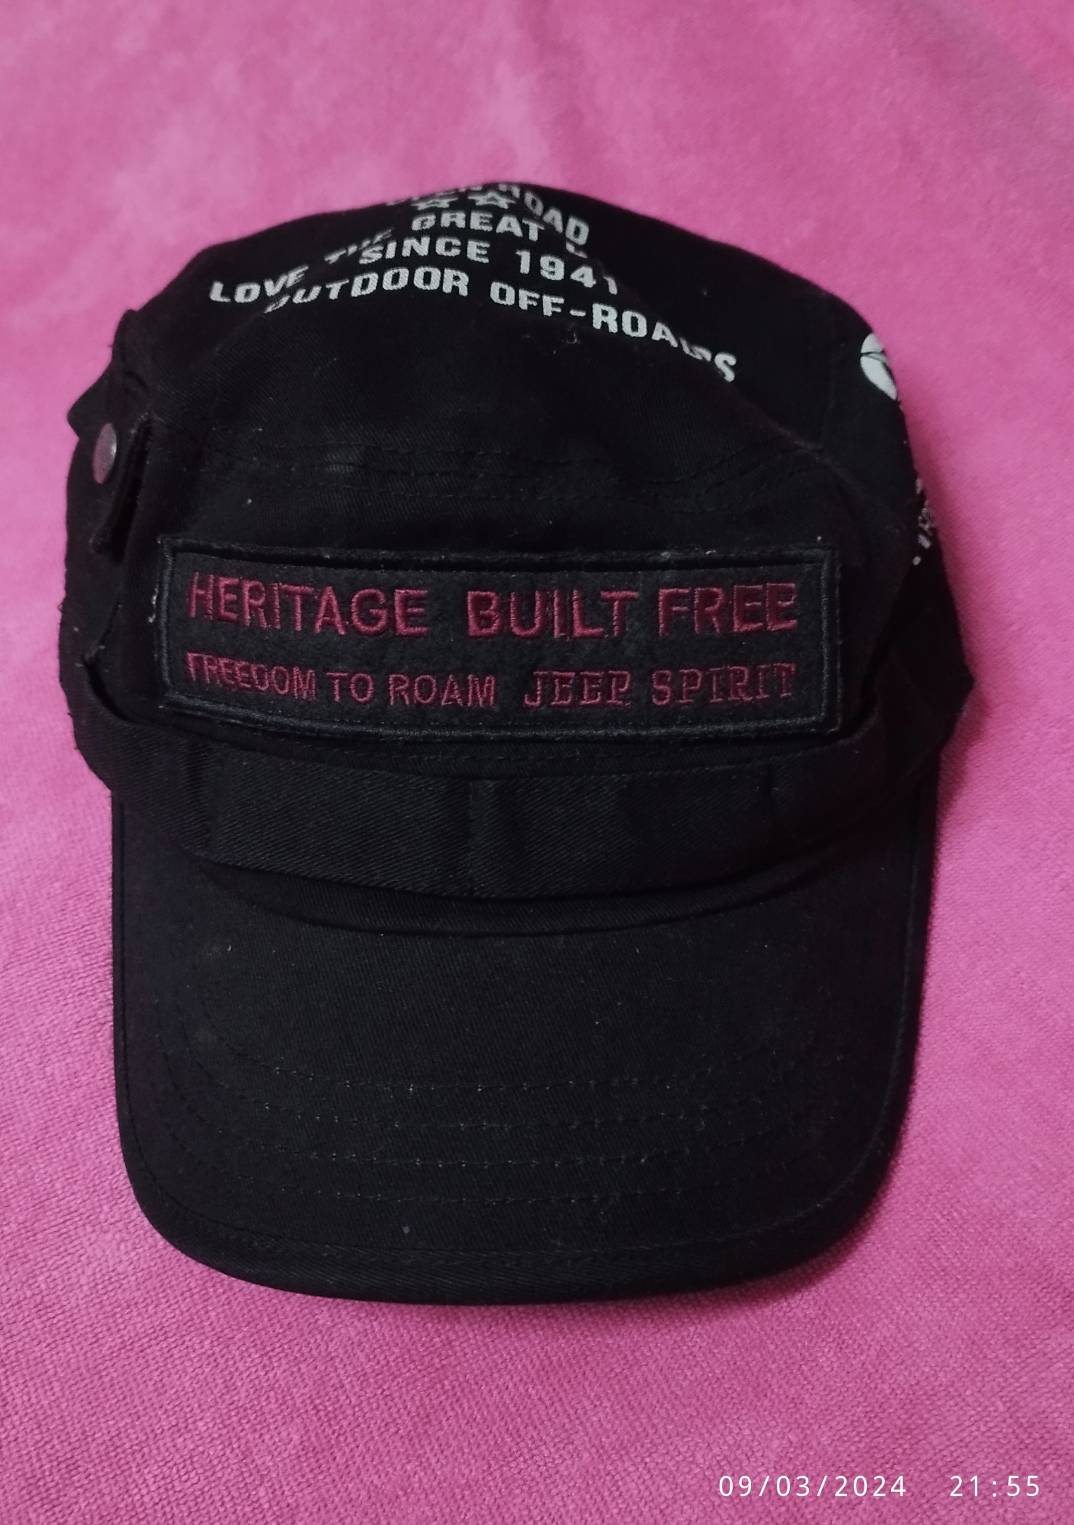 ROAD
☆ ☆
LOVE THE GREAT
SINCE 1941
OUTDOOR OFF-ROADS
HERITAGE BUILT FREE
FREEDOM TO ROAM JEEP SPIRIT
09/03/2024 21:55